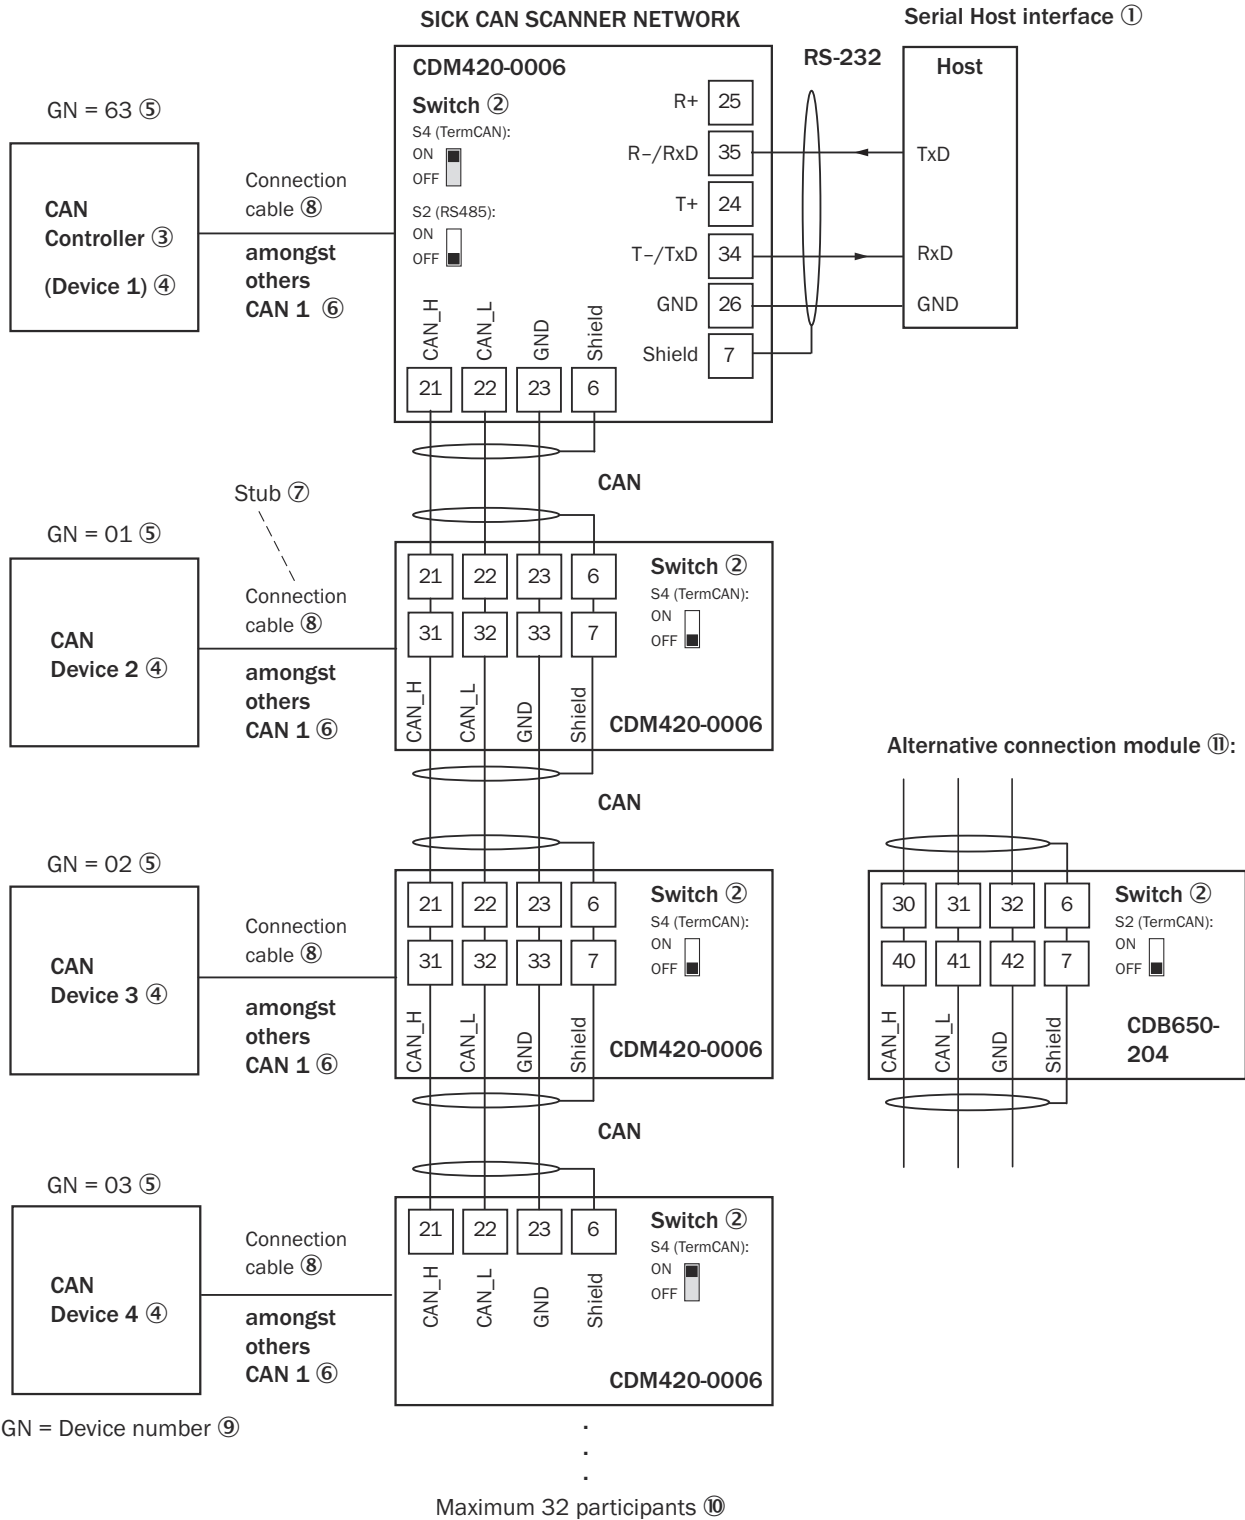 SICK CAN SCANNER NETWORK
Serial Host interface ①
GN = 63 ⑤
CAN
Controller ③
(Device 1) ④
Connection
cable ⑧
amongst
others
CAN 1 ⑥
CDM420-0006
Switch ②
S4 (TermCAN):
ON
OFF
S2 (RS485):
ON
OFF
R+ 25
R–/RxD 35
T+ 24
T–/TxD 34
GND 26
Shield 7
CAN_H
CAN_L
GND
Shield
21 22 23 6
RS-232
Host
TxD
RxD
GND
CAN
Stub ⑦
GN = 01 ⑤
CAN
Device 2 ④
Connection
cable ⑧
amongst
others
CAN 1 ⑥
21 22 23 6
31 32 33 7
CAN_H
CAN_L
GND
Shield
Switch ②
S4 (TermCAN):
ON
OFF
CDM420-0006
CAN
GN = 02 ⑤
CAN
Device 3 ④
Connection
cable ⑧
amongst
others
CAN 1 ⑥
21 22 23 6
31 32 33 7
CAN_H
CAN_L
GND
Shield
Switch ②
S4 (TermCAN):
ON
OFF
CDM420-0006
CAN
Alternative connection module ⑪:
30 31 32 6
40 41 42 7
CAN_H
CAN_L
GND
Shield
Switch ②
S2 (TermCAN):
ON
OFF
CDB650-
204
GN = 03 ⑤
CAN
Device 4 ④
Connection
cable ⑧
amongst
others
CAN 1 ⑥
21 22 23 6
CAN_H
CAN_L
GND
Shield
Switch ②
S4 (TermCAN):
ON
OFF
CDM420-0006
GN = Device number ⑨
.
.
.
Maximum 32 participants ⑩